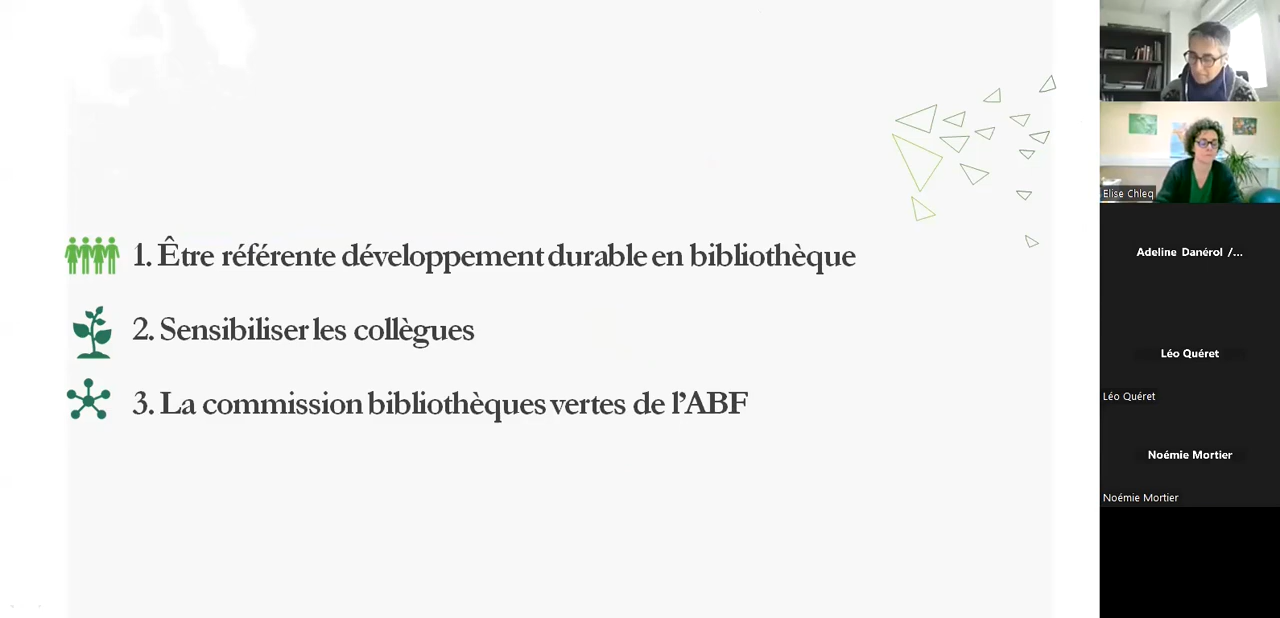 1. Être référente développement durable en bibliothèque
2. Sensibiliser les collègues
3. La commission bibliothèques vertes de l’ABF
Elise Chleq
Adeline Danérol /...
Léo Quéret
Léo Quéret
Noémie Mortier
Noémie Mortier